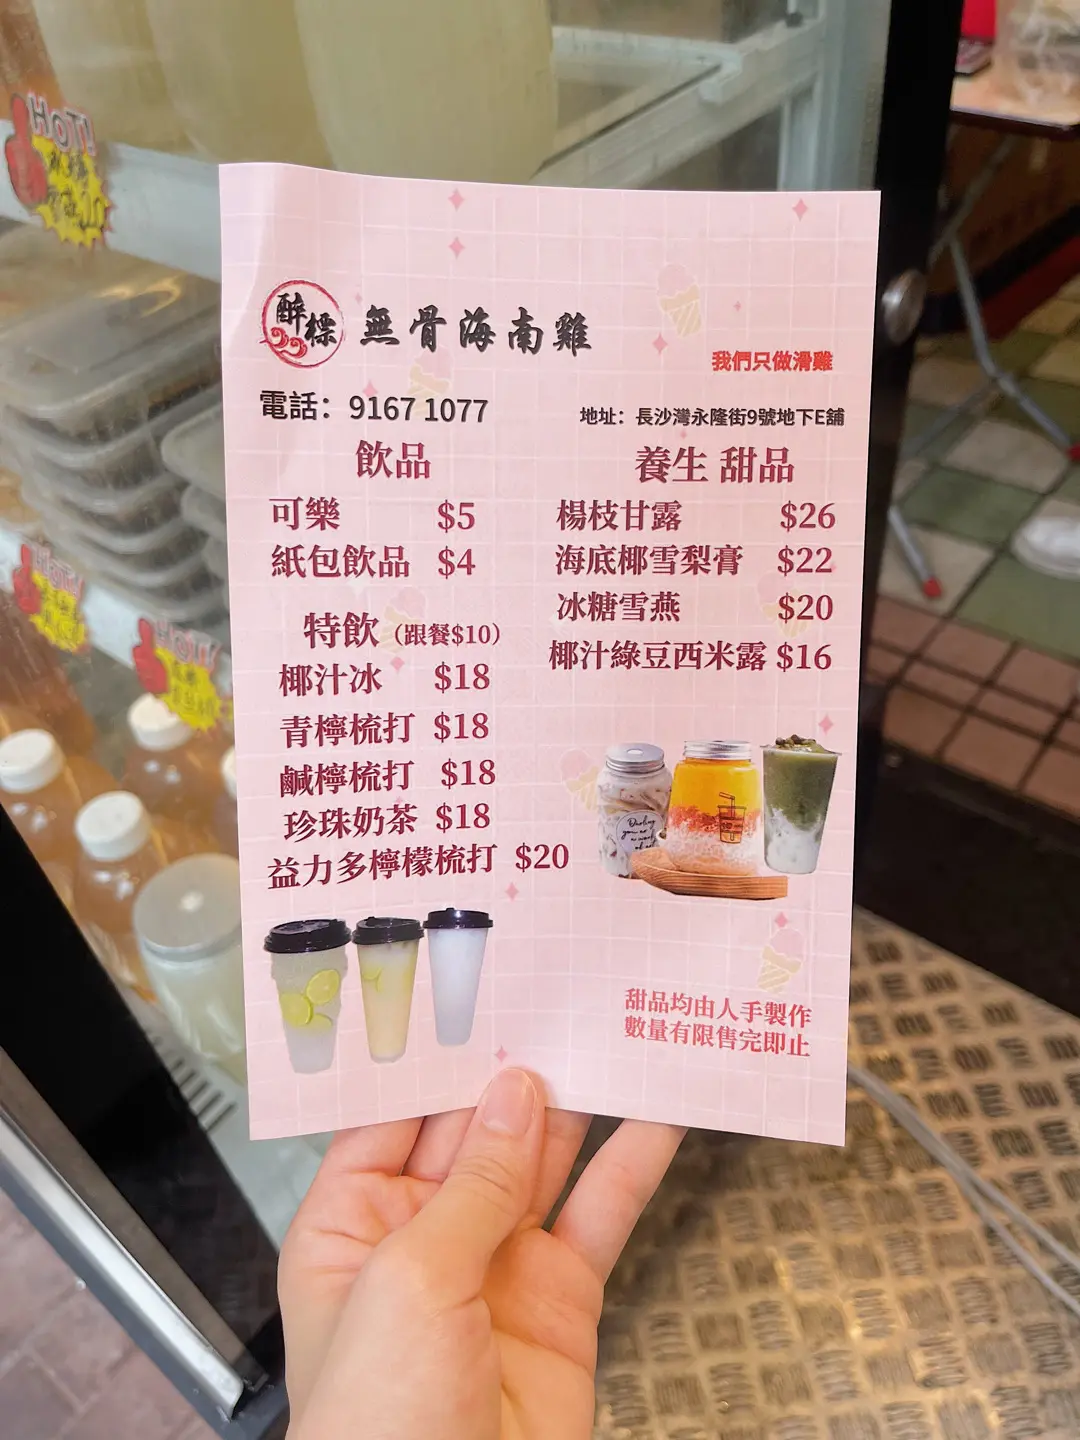 HOT!
醉標
無骨海南雞
我們只做滑雞
電話：9167 1077
地址：長沙灣永隆街9號地下E舖
飲品
可樂 $5
紙包飲品 $4
特飲（跟餐$10）
椰汁冰 $18
青檸梳打 $18
鹹檸梳打 $18
珍珠奶茶 $18
益力多檸檬梳打 $20
養生 甜品
楊枝甘露 $26
海底椰雪梨膏 $22
冰糖雪燕 $20
椰汁綠豆西米露 $16
Darling
甜品均由人手製作
數量有限售完即止
HOT!
HOT!